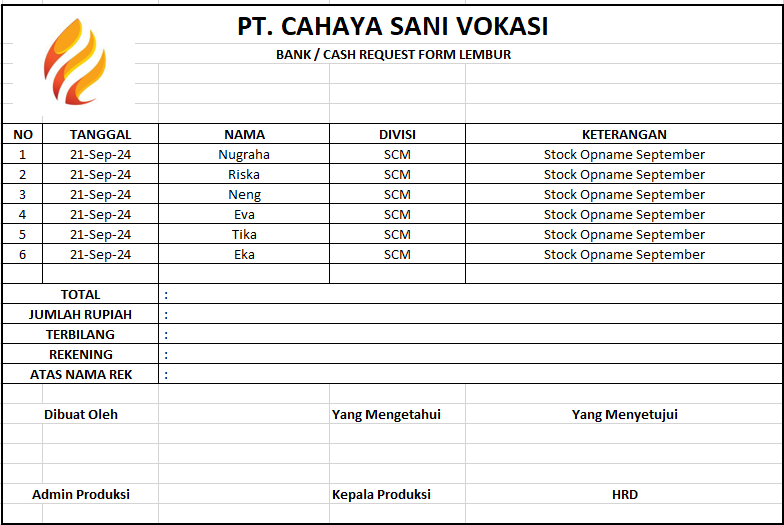 PT. CAHAYA SANI VOKASI
BANK / CASH REQUEST FORM LEMBUR
NO TANGGAL NAMA DIVISI KETERANGAN
1 21-Sep-24 Nugraha SCM Stock Opname September
2 21-Sep-24 Riska SCM Stock Opname September
3 21-Sep-24 Neng SCM Stock Opname September
4 21-Sep-24 Eva SCM Stock Opname September
5 21-Sep-24 Tika SCM Stock Opname September
6 21-Sep-24 Eka SCM Stock Opname September
TOTAL :
JUMLAH RUPIAH :
TERBILANG :
REKENING :
ATAS NAMA REK :
Dibuat Oleh Yang Mengetahui Yang Menyetujui
Admin Produksi Kepala Produksi HRD